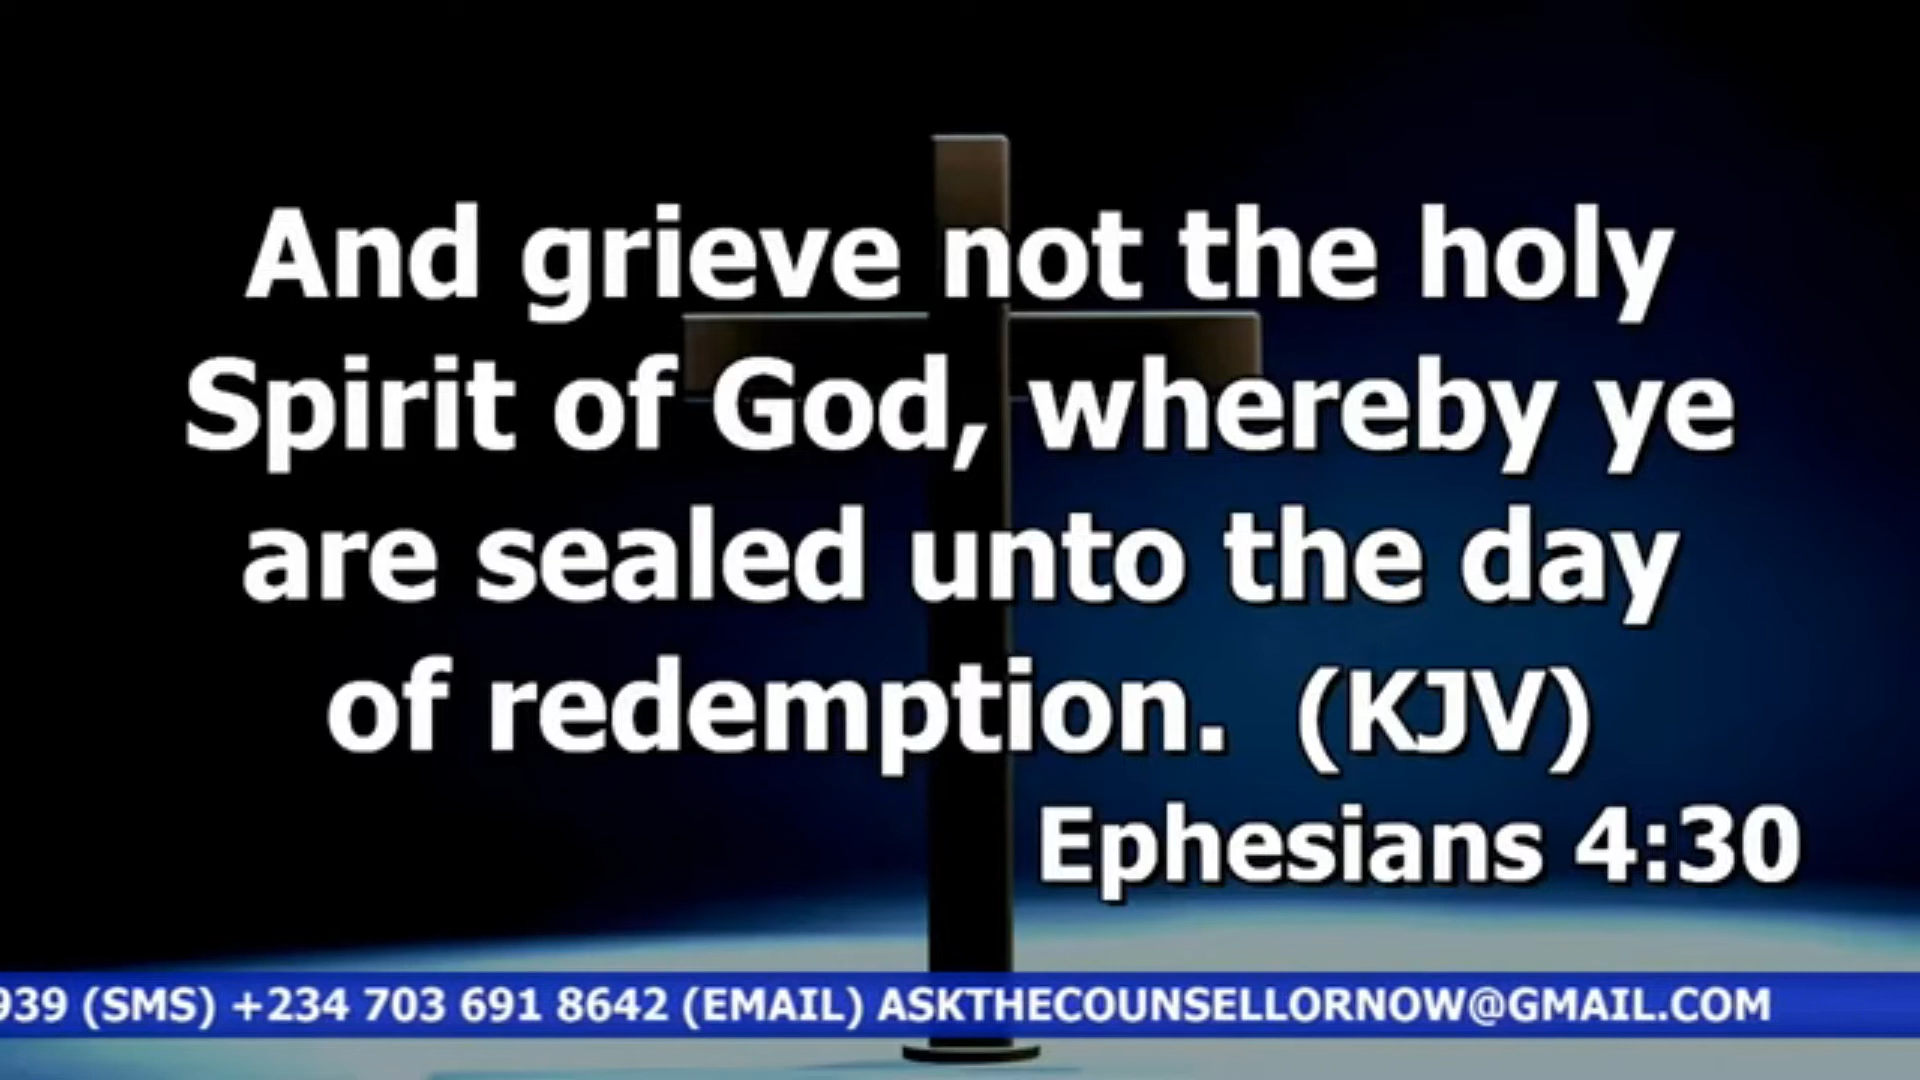 And grieve not the holy
Spirit of God, whereby ye
are sealed unto the day
of redemption. (KJV)
Ephesians 4:30
939 (SMS) +234 703 691 8642 (EMAIL) ASKTHECOUNSELLORNOW@GMAIL.COM